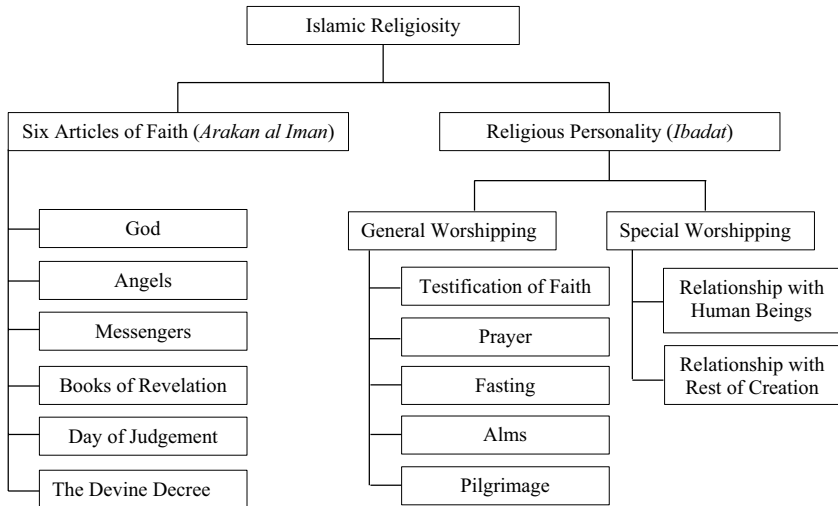 Islamic Religiosity
Six Articles of Faith (Arakan al Iman)
Religious Personality (Ibadat)
God
Angels
Messengers
Books of Revelation
Day of Judgement
The Devine Decree
General Worshipping
Special Worshipping
Testification of Faith
Prayer
Fasting
Alms
Pilgrimage
Relationship with
Human Beings
Relationship with
Rest of Creation